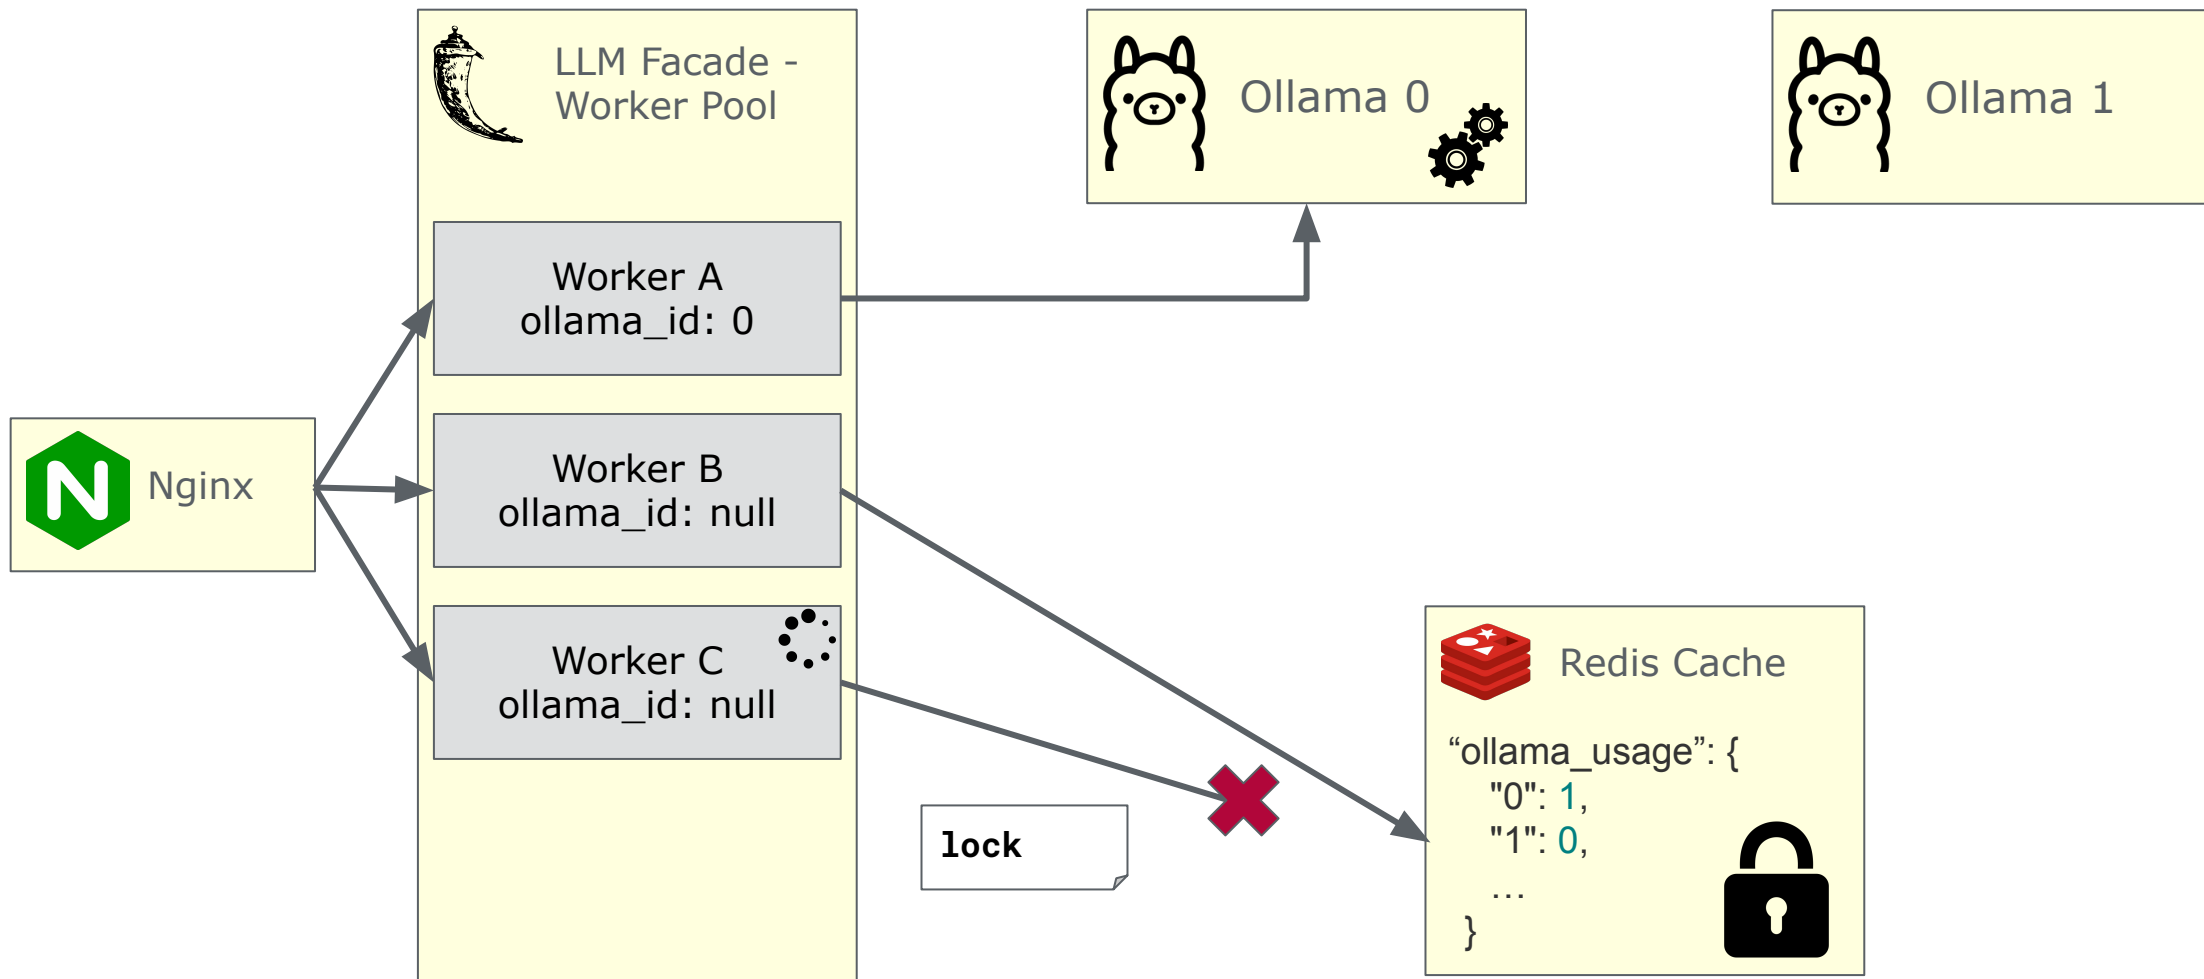 LLM Facade -
Worker Pool
Ollama 0
Ollama 1
Worker A
ollama_id: 0
Nginx
Worker B
ollama_id: null
Worker C
ollama_id: null
lock
Redis Cache
“ollama_usage”: {
"0": 1,
"1": 0,
…
}